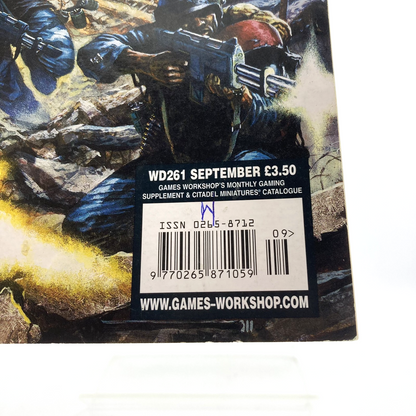 WD261 SEPTEMBER £3.50
GAMES WORKSHOP'S MONTHLY GAMING
SUPPLEMENT & CITADEL MINIATURES® CATALOGUE
ISSN 0265-8712
09>
9 770265 871059
WWW.GAMES-WORKSHOP.COM